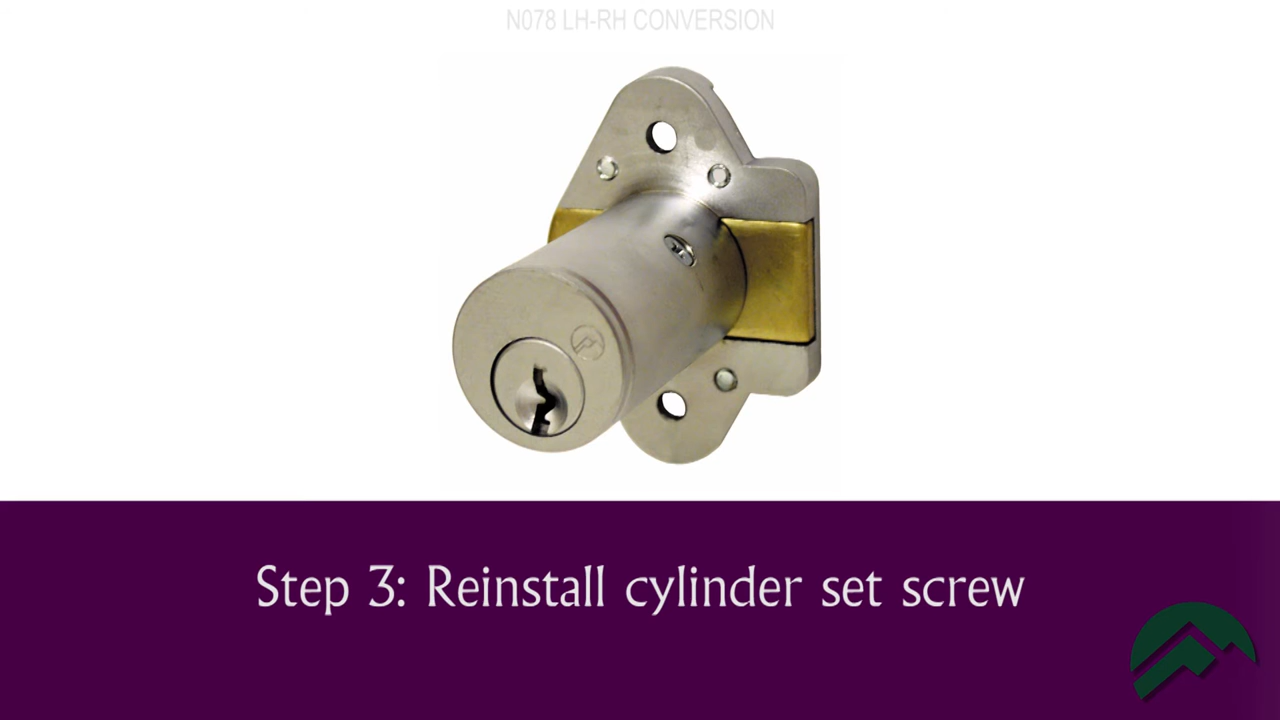 N078 LH-RH CONVERSION
Step 3: Reinstall cylinder set screw